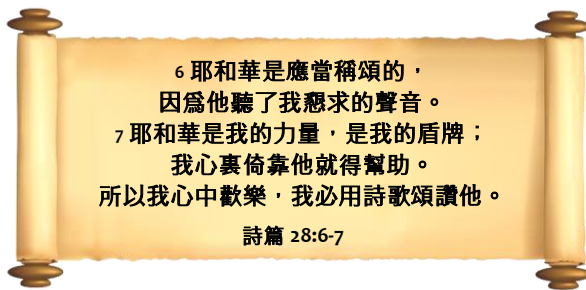 6 耶和華是應當稱頌的，
因爲他聽了我懇求的聲音。
7 耶和華是我的力量，是我的盾牌；
我心裏倚靠他就得幫助。
所以我心中歡樂，我必用詩歌頌讚他。
詩篇 28:6-7